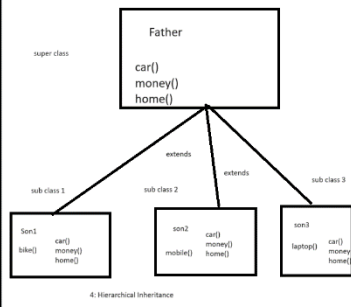 Father
super class
car()
money()
home()
extends
extends
sub class 1
sub class 2
sub class 3
Son1
bike()
car()
money()
home()
son2
mobile()
car()
money()
home()
son3
laptop()
car()
money
home()
4: Hierarchical Inheritance